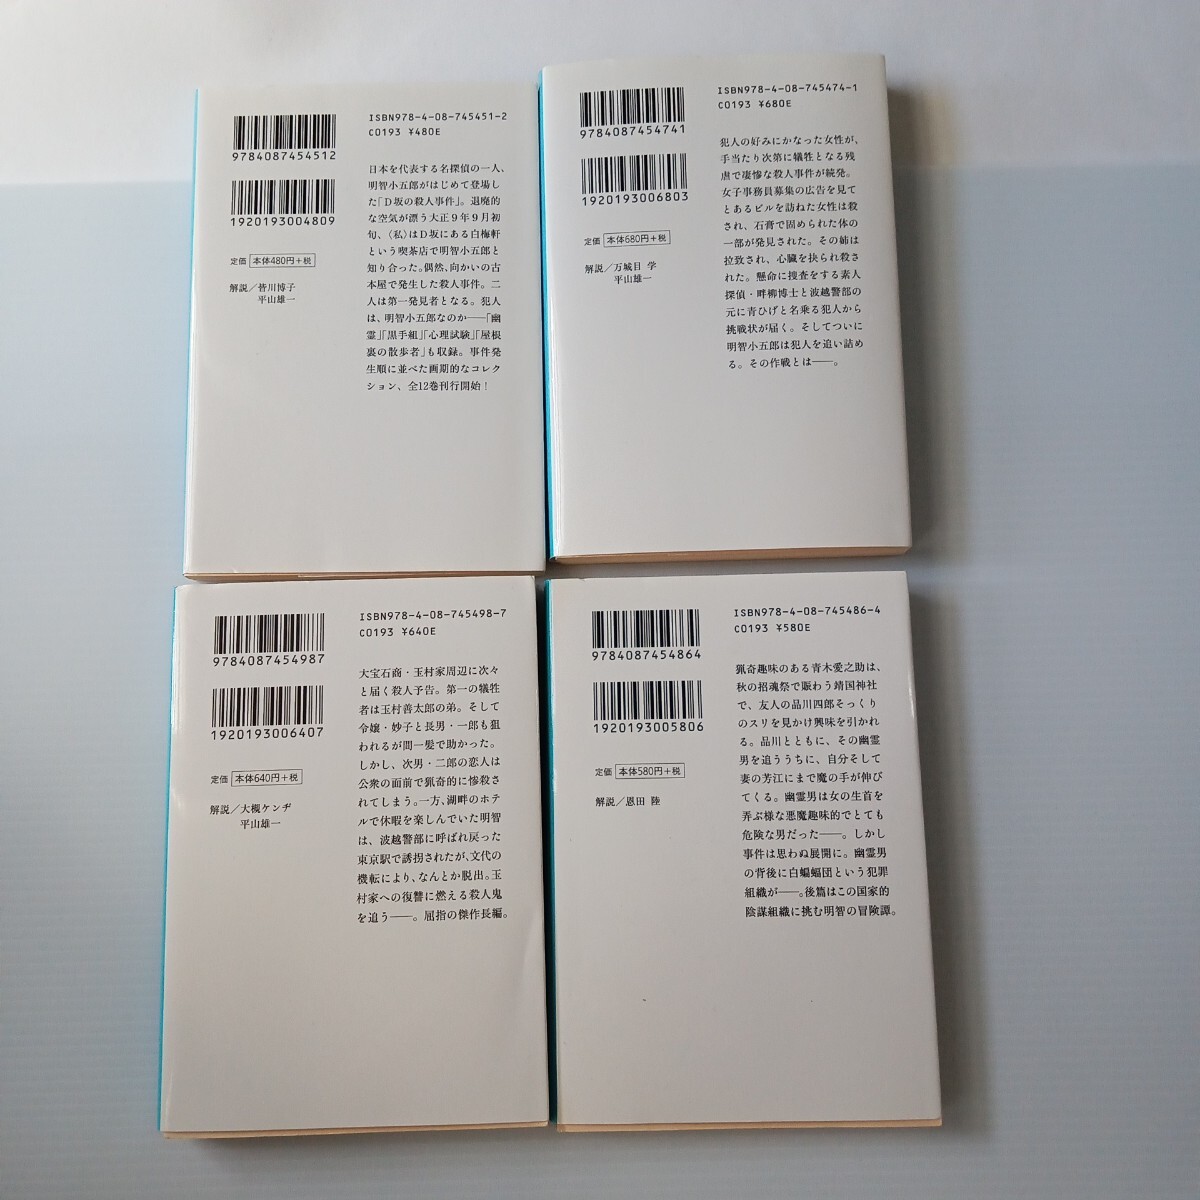 ISBN978-4-08-745451-2
C0193 ¥480E
9784087454512
1920193004809
定価 本体480円+税
解説/皆川博子
平山雄一
日本を代表する名探偵の一人、
明智小五郎がはじめて登場し
た「D坂の殺人事件」。退廃的
な空気が漂う大正9年9月初
旬、〈私〉はD坂にある白梅軒
という喫茶店で明智小五郎と
知り合った。偶然、向かいの古
本屋で発生した殺人事件。二
人は第一発見者となる。犯人
は、明智小五郎なのか――「幽
霊」「黒手組」「心理試験」「屋根
裏の散歩者」も収録。事件発
生順に並べた画期的なコレク
ション、全12巻刊行開始！
ISBN978-4-08-745474-1
C0193 ¥680E
9784087454741
1920193006803
定価 本体680円+税
解説/万城目 学
平山雄一
犯人の好みにかなった女性が、
手当たり次第に犠牲となる残
虐で凄惨な殺人事件が続発。
女子事務員募集の広告を見て
とあるビルを訪ねた女性は殺
され、石膏で固められた体の
一部が発見された。その姉は
拉致され、心臓を抉られ殺さ
れた。懸命に捜査をする素人
探偵・畔柳博士と波越警部の
元に青ひげと名乗る犯人から
挑戦状が届く。そしてついに
明智小五郎は犯人を追い詰め
る。その作戦とは――。
ISBN978-4-08-745498-7
C0193 ¥640E
9784087454987
1920193006407
定価 本体640円+税
解説/大槻ケンヂ
平山雄一
大宝石商・玉村家周辺に次々
と届く殺人予告。第一の犠牲
者は玉村善太郎の弟。そして
令嬢・妙子と長男・一郎も狙
われるが間一髪で助かった。
しかし、次男・二郎の恋人は
公衆の面前で猟奇的に惨殺さ
れてしまう。一方、湖畔のホテ
ルで休暇を楽しんでいた明智
は、波越警部に呼ばれ戻った
東京駅で誘拐されたが、文代の
機転により、なんとか脱出。玉
村家への復讐に燃える殺人鬼
を追う――。屈指の傑作長編。
ISBN978-4-08-745486-4
C0193 ¥580E
9784087454864
1920193005806
定価 本体580円+税
解説/恩田 陸
猟奇趣味のある青木愛之助は、
秋の招魂祭で賑わう靖国神社
で、友人の品川四郎そっくり
のスリを見かけ興味を引かれ
る。品川とともに、その幽霊
男を追ううちに、自分そして
妻の芳江にまで魔の手が伸び
てくる。幽霊男は女の生首を
弄ぶ様な悪魔趣味的でとても
危険な男だった――。しかし
事件は思わぬ展開に。幽霊男
の背後に白蝙蝠団という犯罪
組織が――。後篇はこの国家的
陰謀組織に挑む明智の冒険譚。